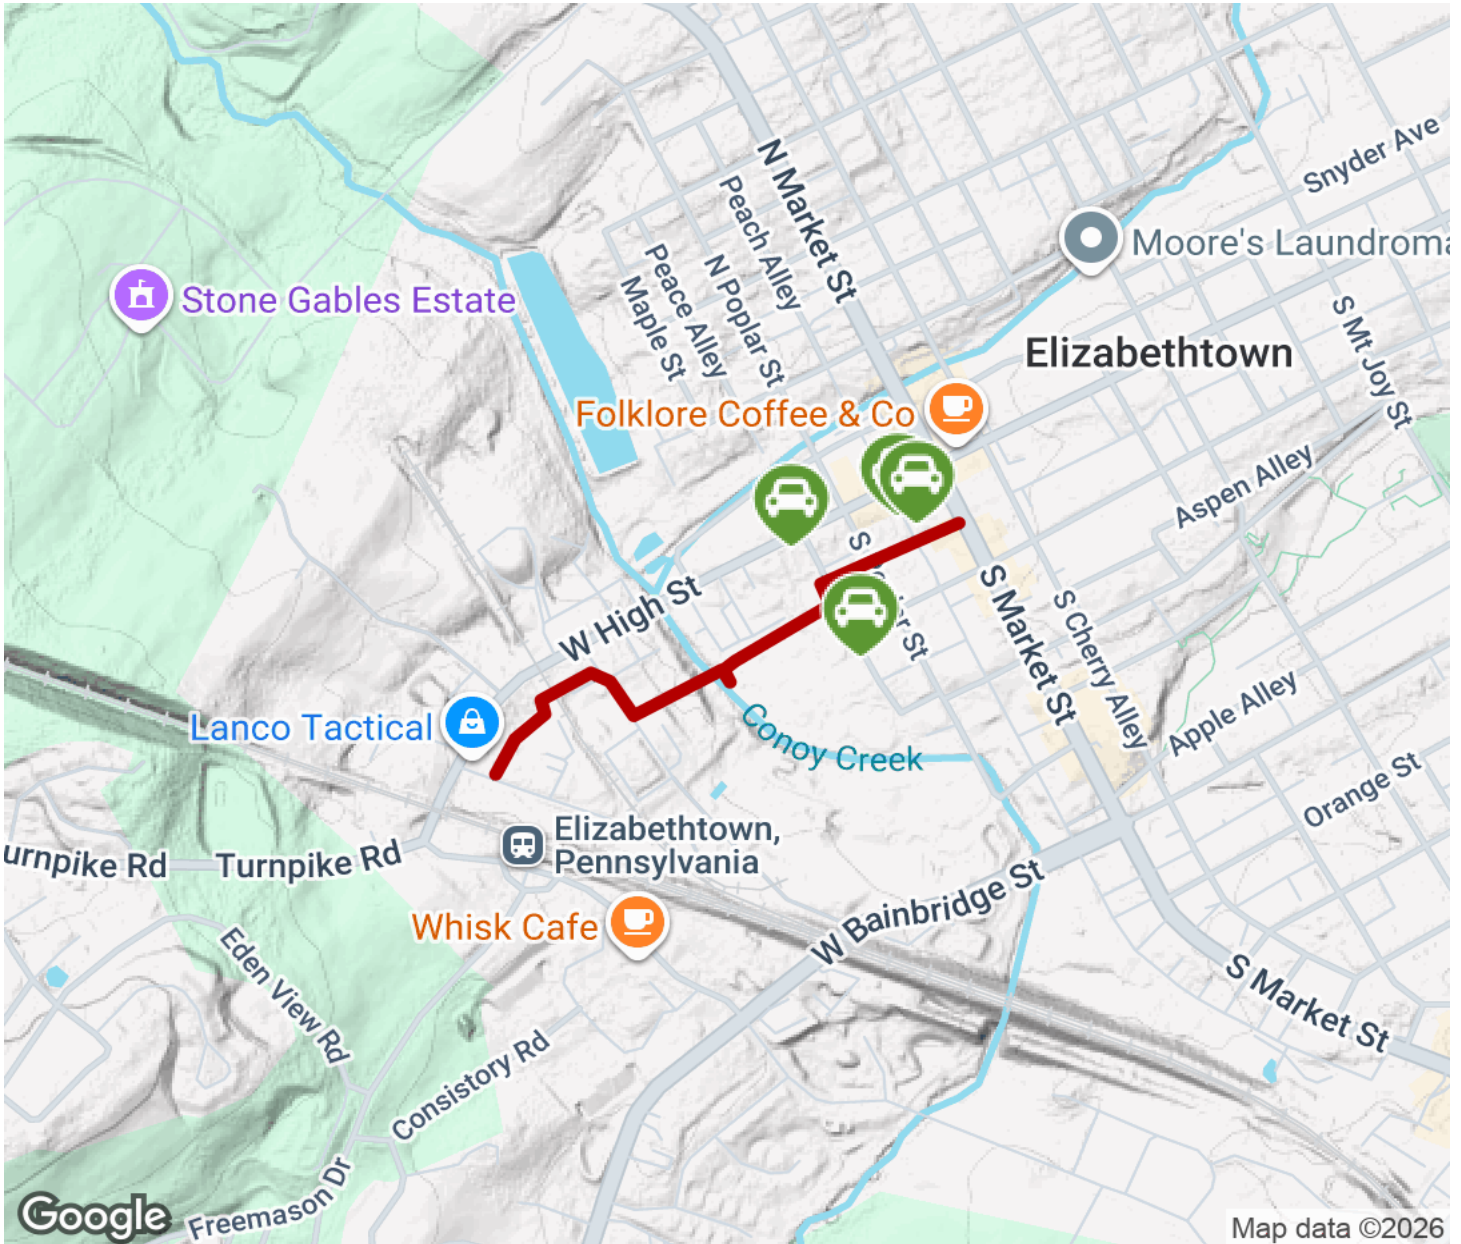 N Market St
Snyder Ave
Peach Alley
Moore's Laundroma
N Poplar St
Peace Alley
Maple St
Stone Gables Estate
S Mt Joy St
Elizabethtown
Folklore Coffee & Co
Aspen Alley
W High St
S Market St
S Cherry Alley
Apple Alley
Lanco Tactical
Conoy Creek
Orange St
Elizabethtown,
Pennsylvania
urnpike Rd
Turnpike Rd
W Bainbridge St
Whisk Cafe
Eden View Rd
S Market St
Consistory Rd
Freemason Dr
Google
Map data ©2026